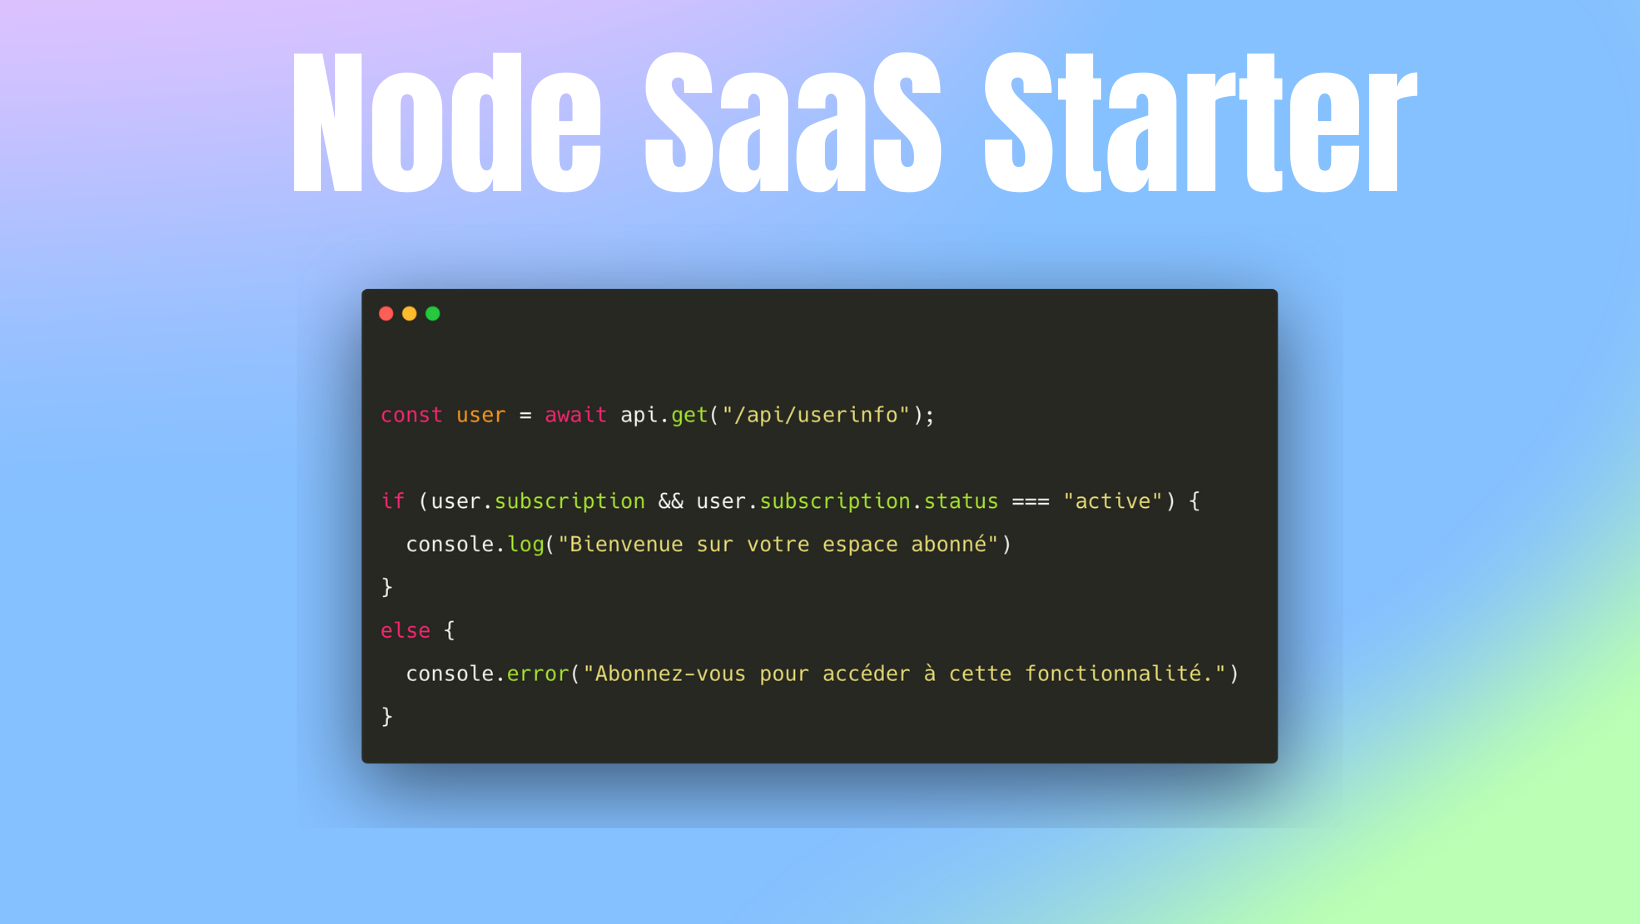 Node SaaS Starter
const user = await api.get("/api/userinfo");
if (user.subscription && user.subscription.status === "active") {
  console.log("Bienvenue sur votre espace abonné")
}
else {
  console.error("Abonnez-vous pour accéder à cette fonctionnalité.")
}